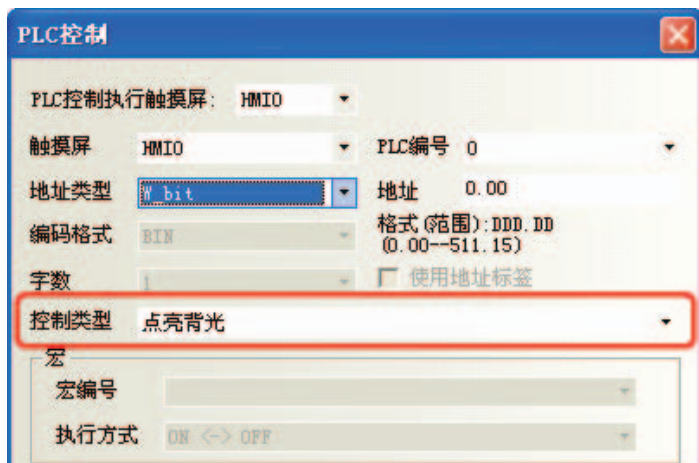 PLC控制
PLC控制执行触摸屏: HMI0
触摸屏 HMI0 PLC编号 0
地址类型 W_bit 地址 0.00
编码格式 BIN 格式(范围):DDD.DD
(0.00--511.15)
字数 1 使用地址标签
控制类型 点亮背光
宏
宏编号
执行方式 ON <-> OFF